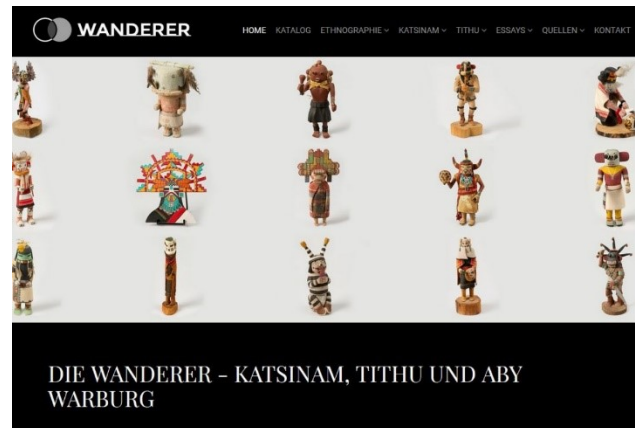 WANDERER
HOME KATALOG ETHNOGRAPHIE KATSINAM TITHU ESSAYS QUELLEN KONTAKT
DIE WANDERER – KATSINAM, TITHU UND ABY
WARBURG